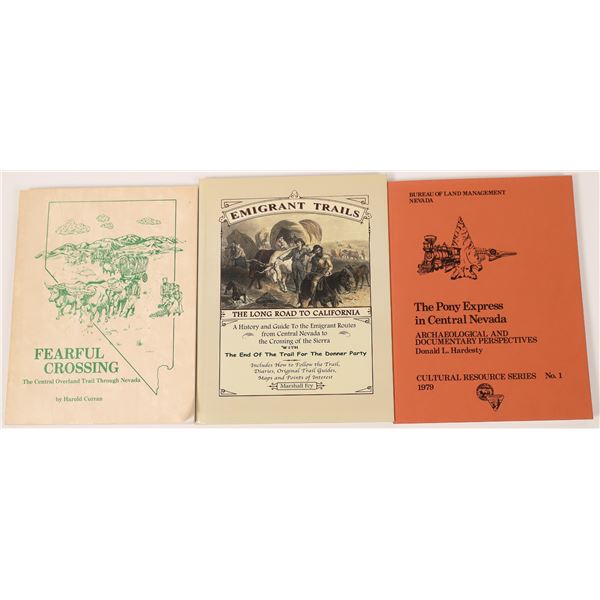 FEARFUL
CROSSING
The Central Overland Trail Through Nevada
by Harold Curran
EMIGRANT TRAILS
THE LONG ROAD TO CALIFORNIA
A History and Guide To the Emigrant Routes
from Central Nevada to
the Crossing of the Sierra
WITH
The End Of The Trail For The Donner Party
Includes How to Follow the Trail,
Diaries, Original Trail Guides,
Maps and Points of Interest
Marshall Fey
BUREAU OF LAND MANAGEMENT
NEVADA
The Pony Express
in Central Nevada
ARCHAEOLOGICAL AND
DOCUMENTARY PERSPECTIVES
Donald L. Hardesty
CULTURAL RESOURCE SERIES No. 1
1979